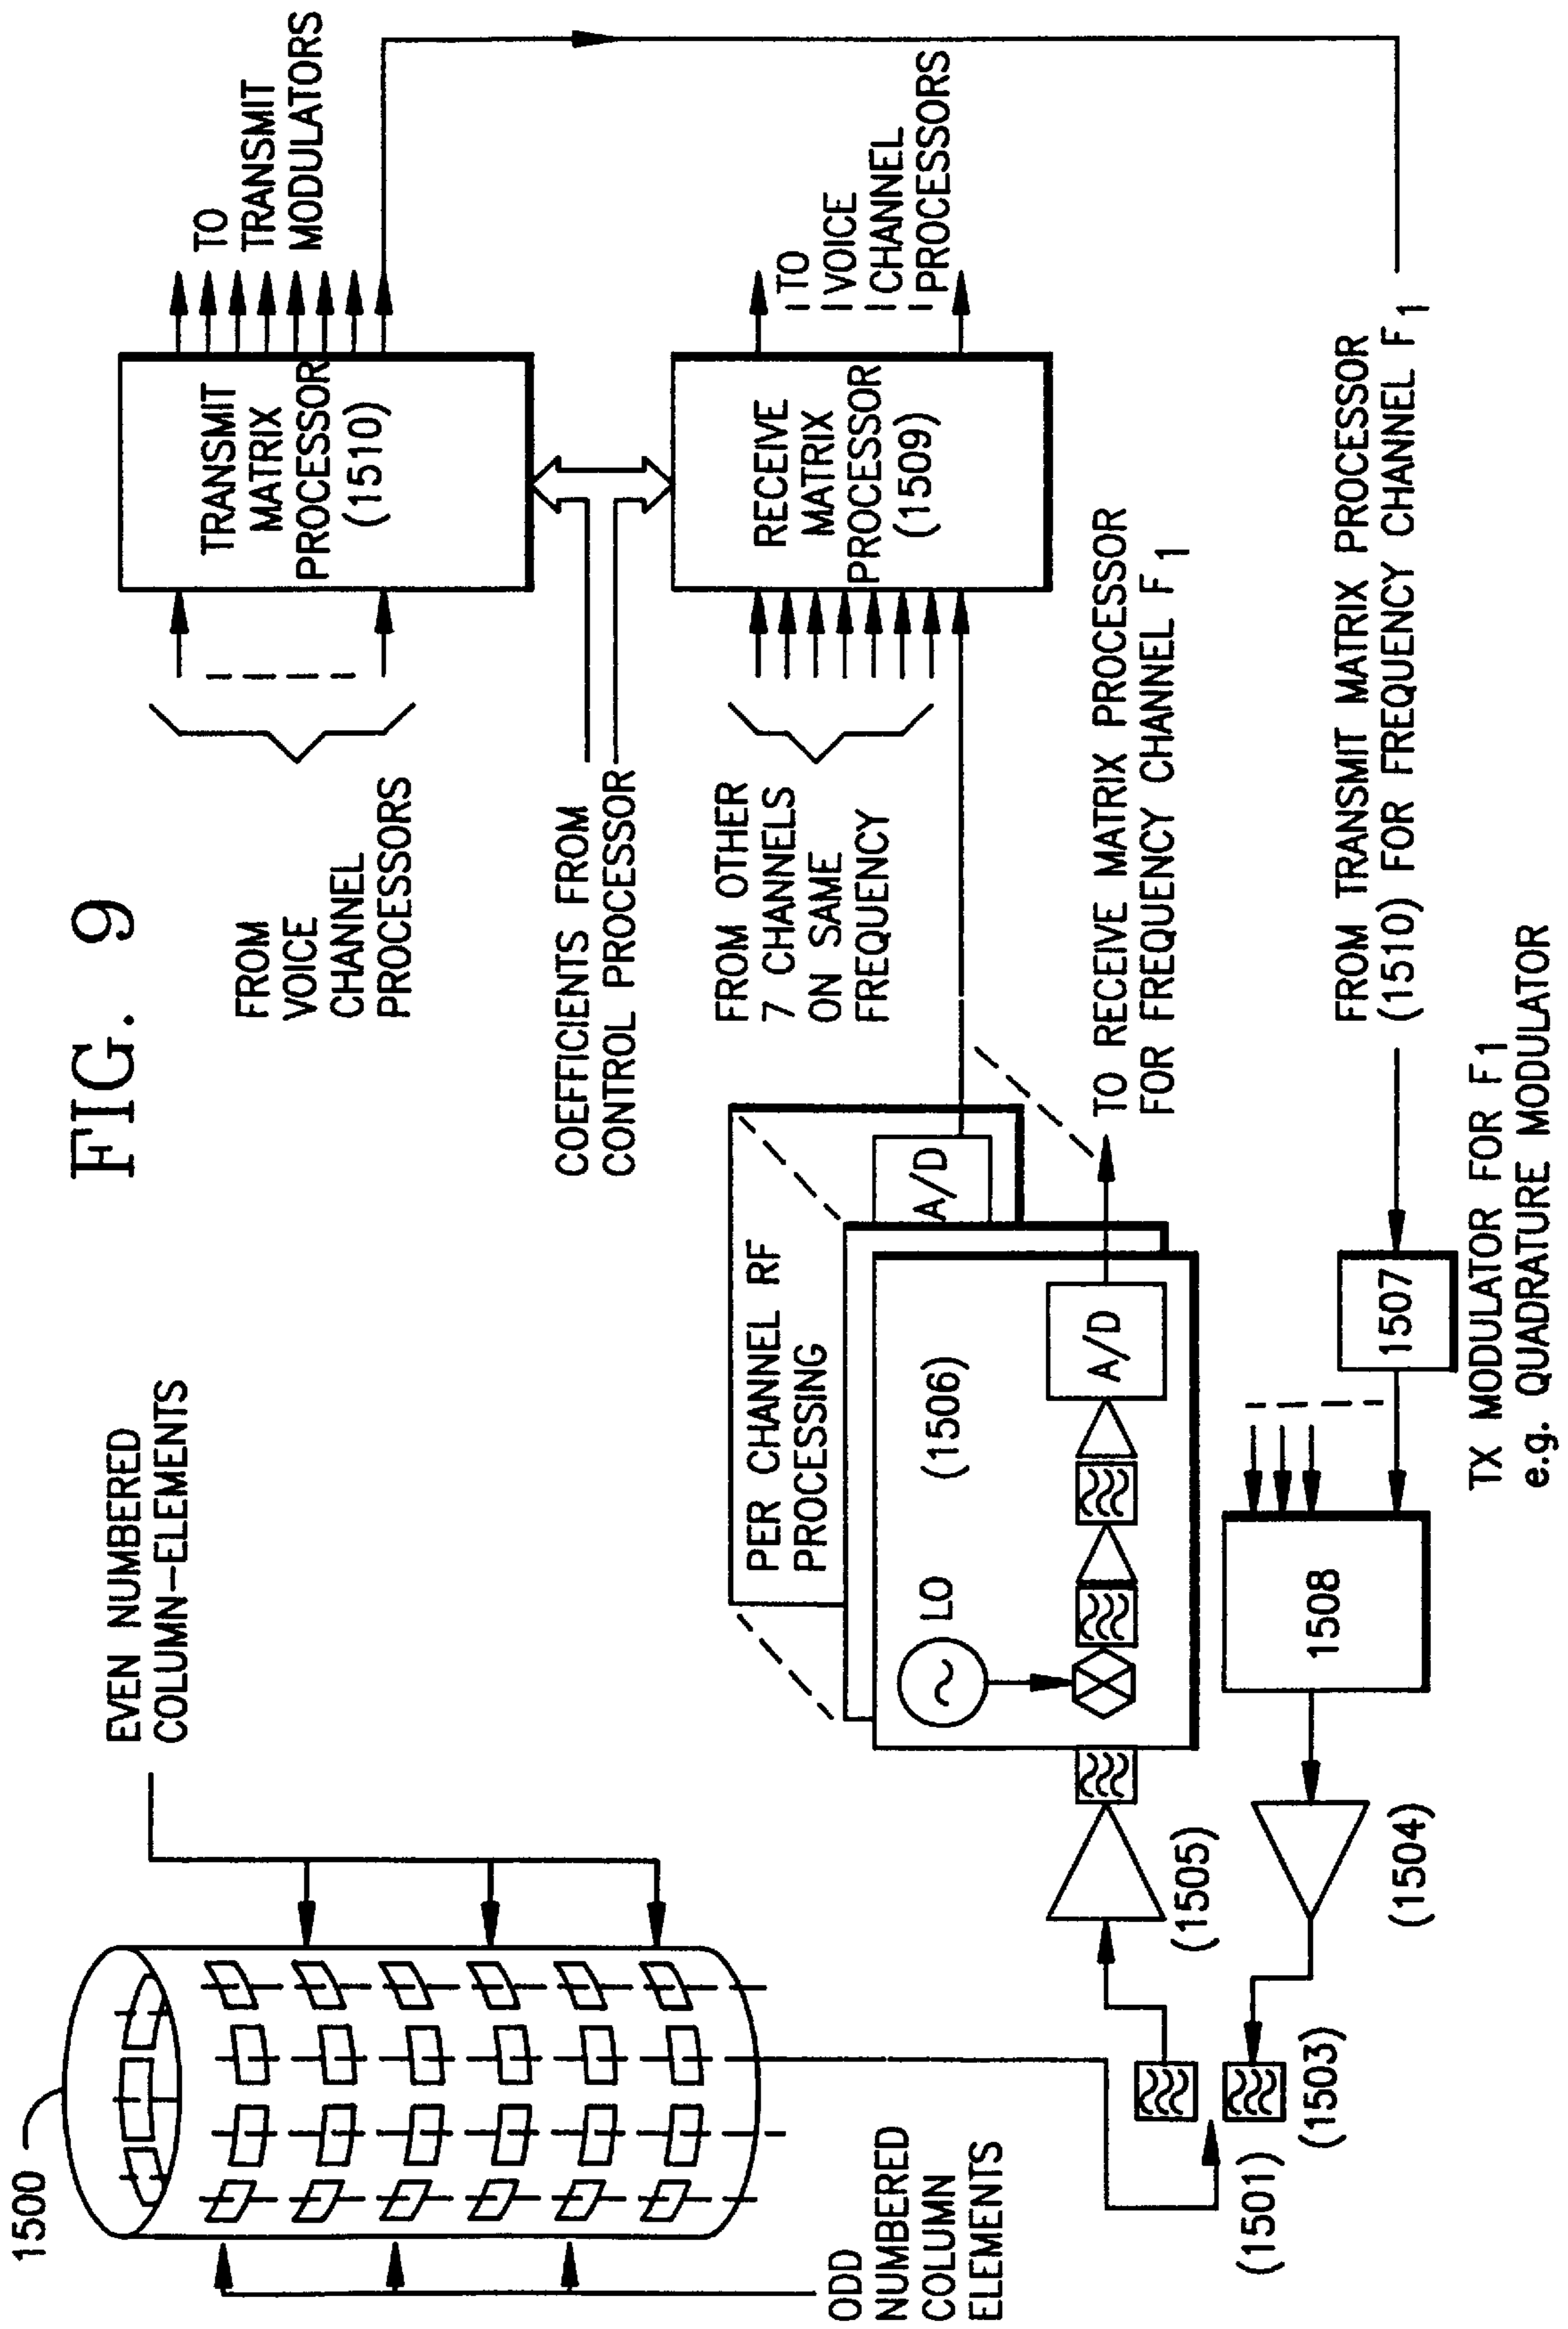 FIG. 9
1500
EVEN NUMBERED
COLUMN-ELEMENTS
ODD
NUMBERED
COLUMN
ELEMENTS
FROM
VOICE
CHANNEL
PROCESSORS
TRANSMIT
MATRIX
PROCESSOR
(1510)
TO
TRANSMIT
MODULATORS
COEFFICIENTS FROM
CONTROL PROCESSOR
FROM OTHER
7 CHANNELS
ON SAME
FREQUENCY
RECEIVE
MATRIX
PROCESSOR
(1509)
TO
VOICE
CHANNEL
PROCESSORS
PER CHANNEL RF
PROCESSING
A/D
(1506)
LO
A/D
TO RECEIVE MATRIX PROCESSOR
FOR FREQUENCY CHANNEL F1
(1505)
(1501)
(1503)
(1504)
1508
1507
FROM TRANSMIT MATRIX PROCESSOR
(1510) FOR FREQUENCY CHANNEL F1
TX MODULATOR FOR F1
e.g. QUADRATURE MODULATOR